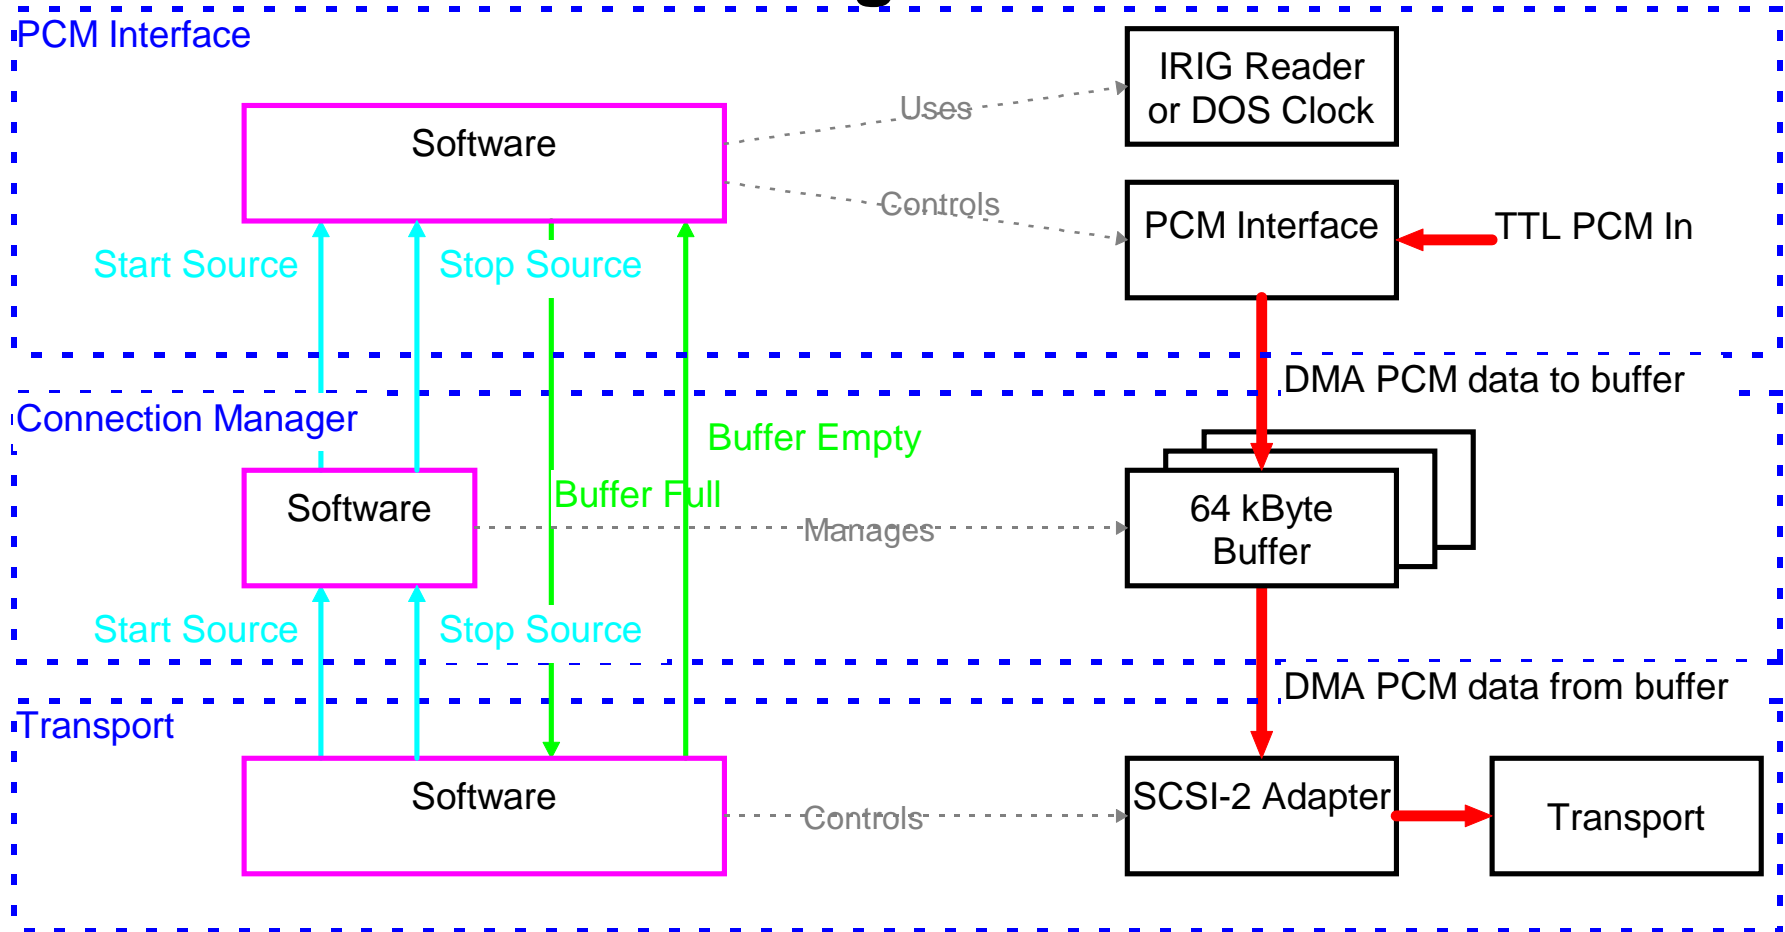 PCM Interface
IRIG Reader
or DOS Clock
Uses
Software
Controls
PCM Interface
TTL PCM In
Start Source
Stop Source
DMA PCM data to buffer
Connection Manager
Buffer Empty
Buffer Full
Software
Manages
64 kByte
Buffer
Start Source
Stop Source
DMA PCM data from buffer
Transport
Software
Controls
SCSI-2 Adapter
Transport